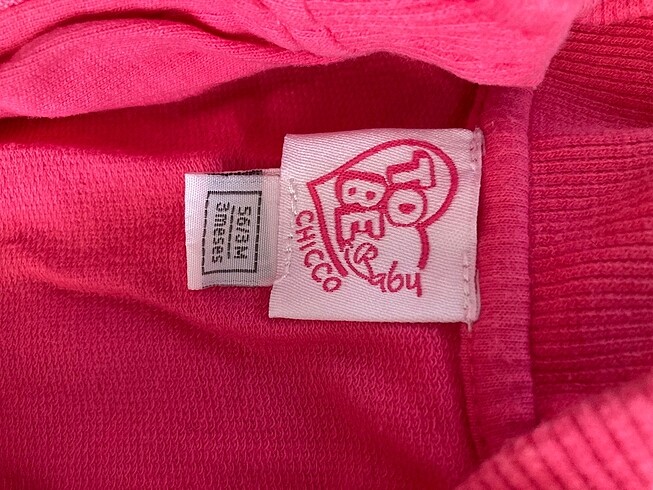 TO
BE
Baby
CHICCO
56/3M
3meses